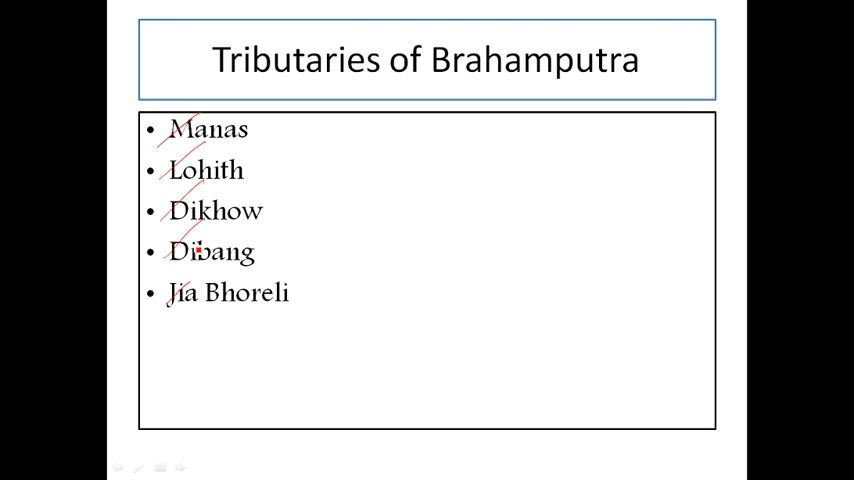 Tributaries of Brahamputra
• Manas
• Lohith
• Dikhow
• Dibang
• Jia Bhoreli